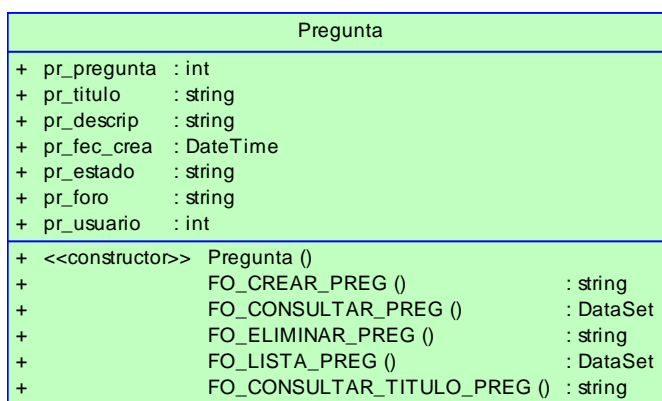 Pregunta
+ pr_pregunta : int
+ pr_titulo : string
+ pr_descrip : string
+ pr_fec_crea : DateTime
+ pr_estado : string
+ pr_foro : string
+ pr_usuario : int
+ <<constructor>> Pregunta ()
+ FO_CREAR_PREG () : string
+ FO_CONSULTAR_PREG () : DataSet
+ FO_ELIMINAR_PREG () : string
+ FO_LISTA_PREG () : DataSet
+ FO_CONSULTAR_TITULO_PREG () : string